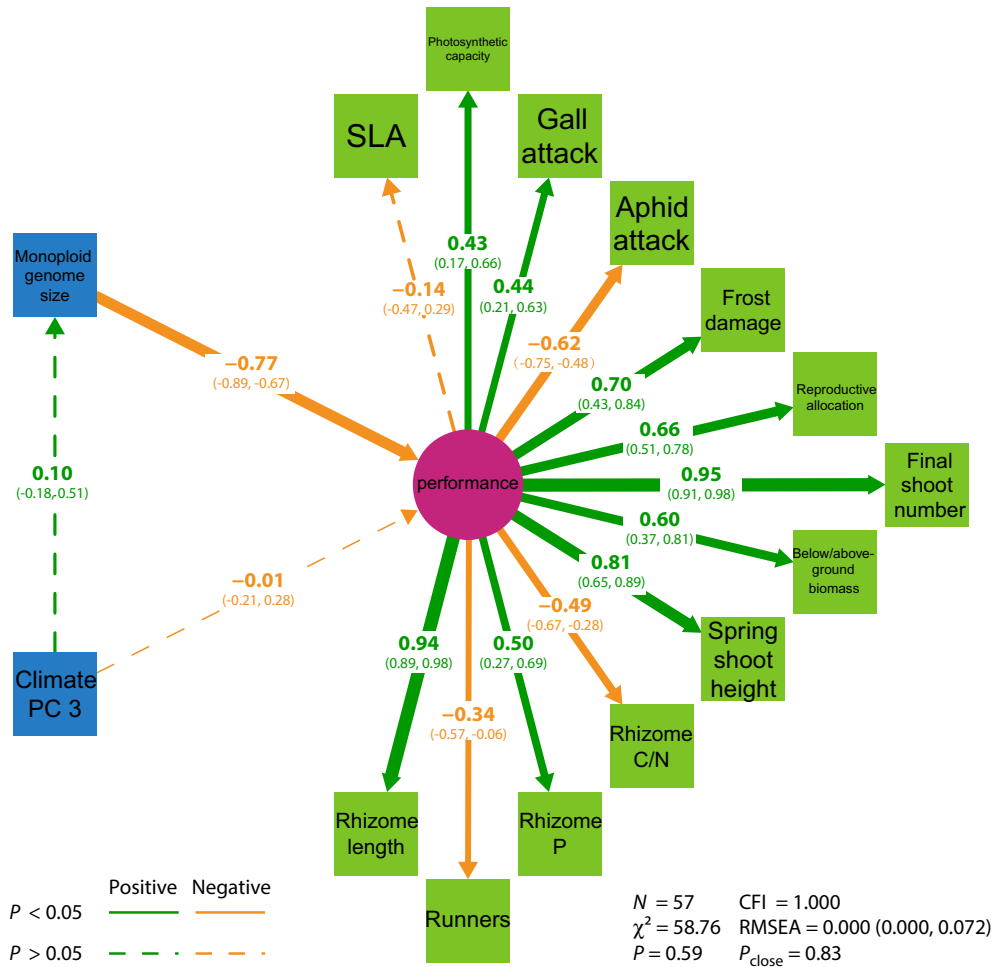 Photosynthetic
capacity
SLA
Gall
attack
Aphid
attack
Monoploid
genome
size
Frost
damage
Reproductive
allocation
Final
shoot
number
Below/above-
ground
biomass
Spring
shoot
height
Rhizome
C/N
Rhizome
P
Runners
Rhizome
length
Climate
PC 3
performance
0.43
(0.17, 0.66)
−0.14
(-0.47, 0.29)
0.44
(0.21, 0.63)
−0.62
(-0.75, -0.48)
−0.77
(-0.89, -0.67)
0.70
(0.43, 0.84)
0.66
(0.51, 0.78)
0.95
(0.91, 0.98)
0.10
(-0.18, 0.51)
0.60
(0.37, 0.81)
0.81
(0.65, 0.89)
−0.01
(-0.21, 0.28)
−0.49
(-0.67, -0.28)
0.94
(0.89, 0.98)
0.50
(0.27, 0.69)
−0.34
(-0.57, -0.06)
Positive Negative
P < 0.05
P > 0.05
N = 57 CFI = 1.000
χ² = 58.76 RMSEA = 0.000 (0.000, 0.072)
P = 0.59 Pclose = 0.83